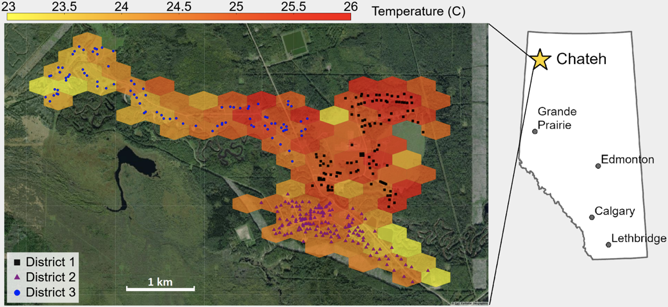 23 23.5 24 24.5 25 25.5 26 Temperature (C)
Chateh
Grande
Prairie
Edmonton
Calgary
Lethbridge
District 1
District 2
District 3
1 km